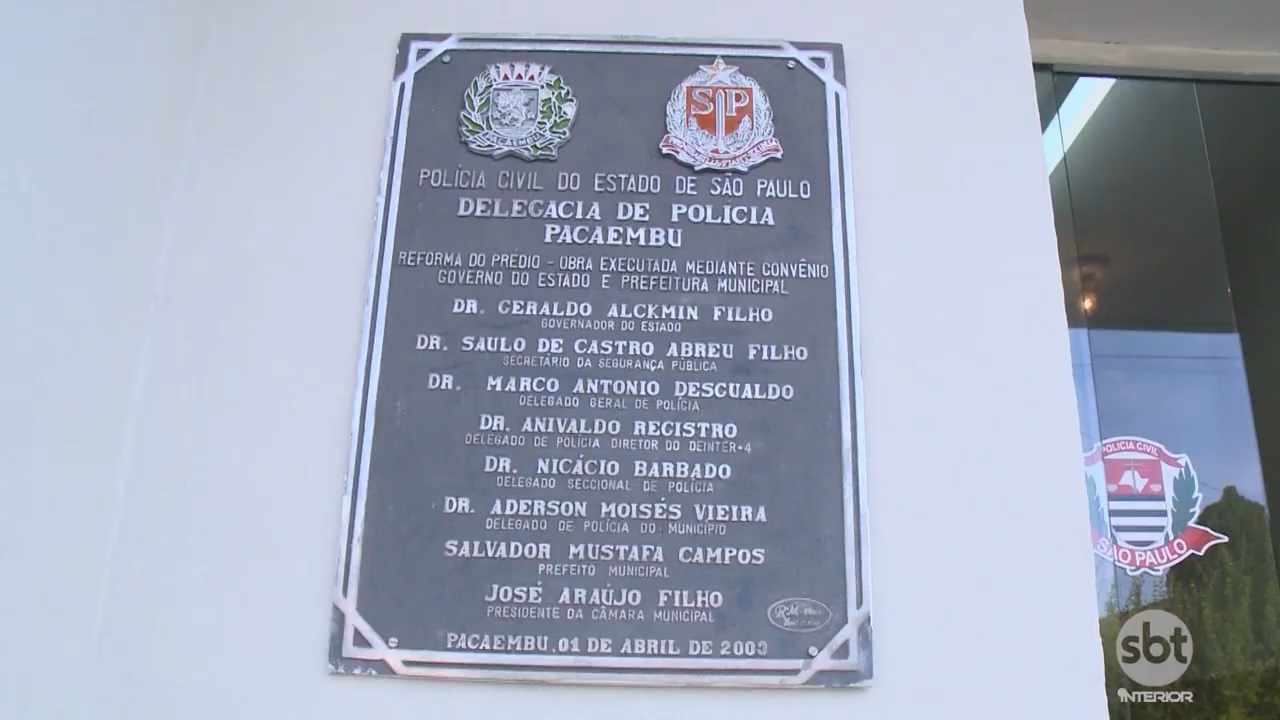 PACAEMBU
SP
POLÍCIA CIVIL DO ESTADO DE SÃO PAULO
DELEGACIA DE POLÍCIA
PACAEMBU
REFORMA DO PRÉDIO - OBRA EXECUTADA MEDIANTE CONVÊNIO
GOVERNO DO ESTADO E PREFEITURA MUNICIPAL
DR. GERALDO ALCKMIN FILHO
GOVERNADOR DO ESTADO
DR. SAULO DE CASTRO ABREU FILHO
SECRETÁRIO DA SEGURANÇA PÚBLICA
DR. MARCO ANTONIO DESGUALDO
DELEGADO GERAL DE POLÍCIA
DR. ANIVALDO REGISTRO
DELEGADO DE POLÍCIA DIRETOR DO DEINTER-4
DR. NICÁCIO BARBADO
DELEGADO SECCIONAL DE POLÍCIA
DR. ADERSON MOISÉS VIEIRA
DELEGADO DE POLÍCIA DO MUNICÍPIO
SALVADOR MUSTAFA CAMPOS
PREFEITO MUNICIPAL
JOSÉ ARAÚJO FILHO
PRESIDENTE DA CÂMARA MUNICIPAL
RM
PACAEMBU, 01 DE ABRIL DE 2003
POLICIA CIVIL
SÃO PAULO
sbt
INTERIOR